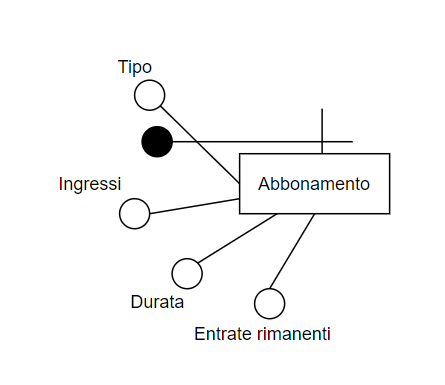 Tipo
Ingressi
Abbonamento
Durata
Entrate rimanenti